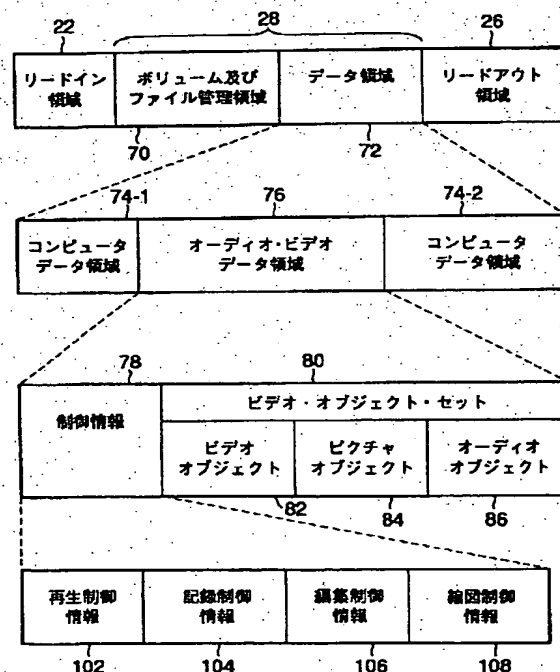 22
28
26
リードイン
領域
ボリューム及び
ファイル管理領域
データ領域
リードアウト
領域
70
72
74-1
76
74-2
コンピュータ
データ領域
オーディオ・ビデオ
データ領域
コンピュータ
データ領域
78
80
制御情報
ビデオ・オブジェクト・セット
ビデオ
オブジェクト
ピクチャ
オブジェクト
オーディオ
オブジェクト
82
84
86
再生制御
情報
記録制御
情報
編集制御
情報
縮図制御
情報
102
104
106
108